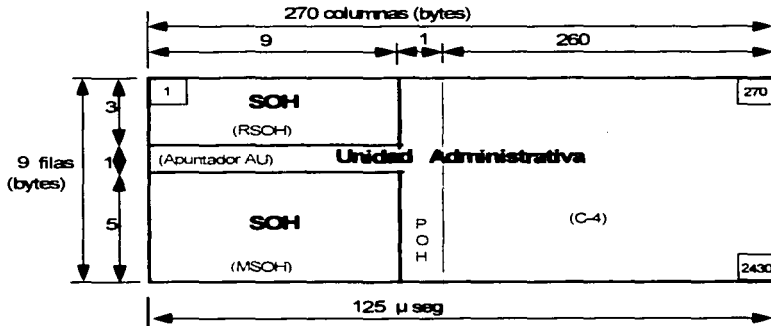 270 columnas (bytes)
9 1 260
1 SOH 270
3 (RSOH)
9 filas (bytes) 1 (Apuntador AU) Unidad Administrativa
5 SOH POH (C-4)
(MSOH) 2430
125 µ seg